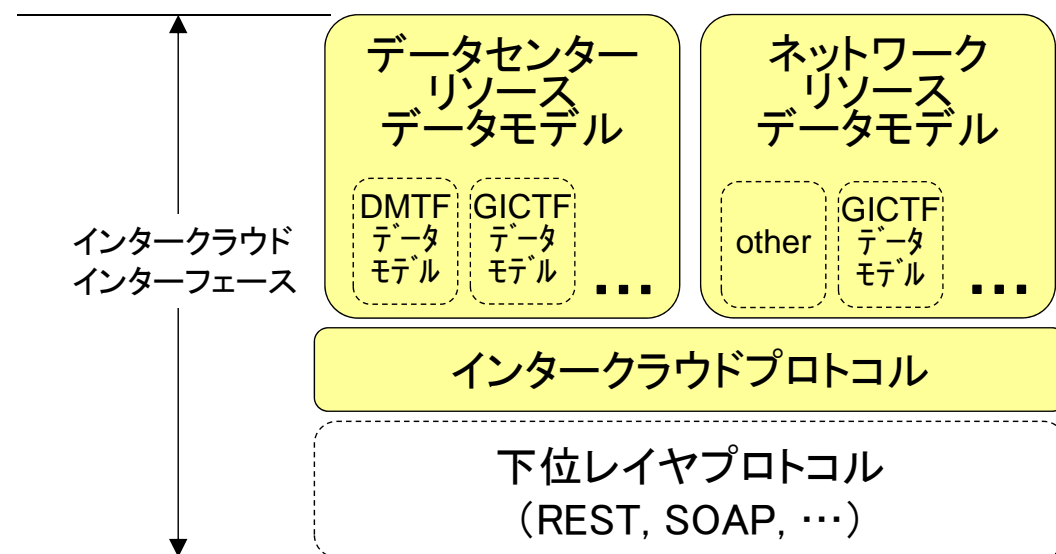 データセンター
リソース
データモデル
DMTF
データ
モデル
GICTF
データ
モデル
...
ネットワーク
リソース
データモデル
other
GICTF
データ
モデル
...
インタークラウド
インターフェース
インタークラウドプロトコル
下位レイヤプロトコル
（REST, SOAP, …）